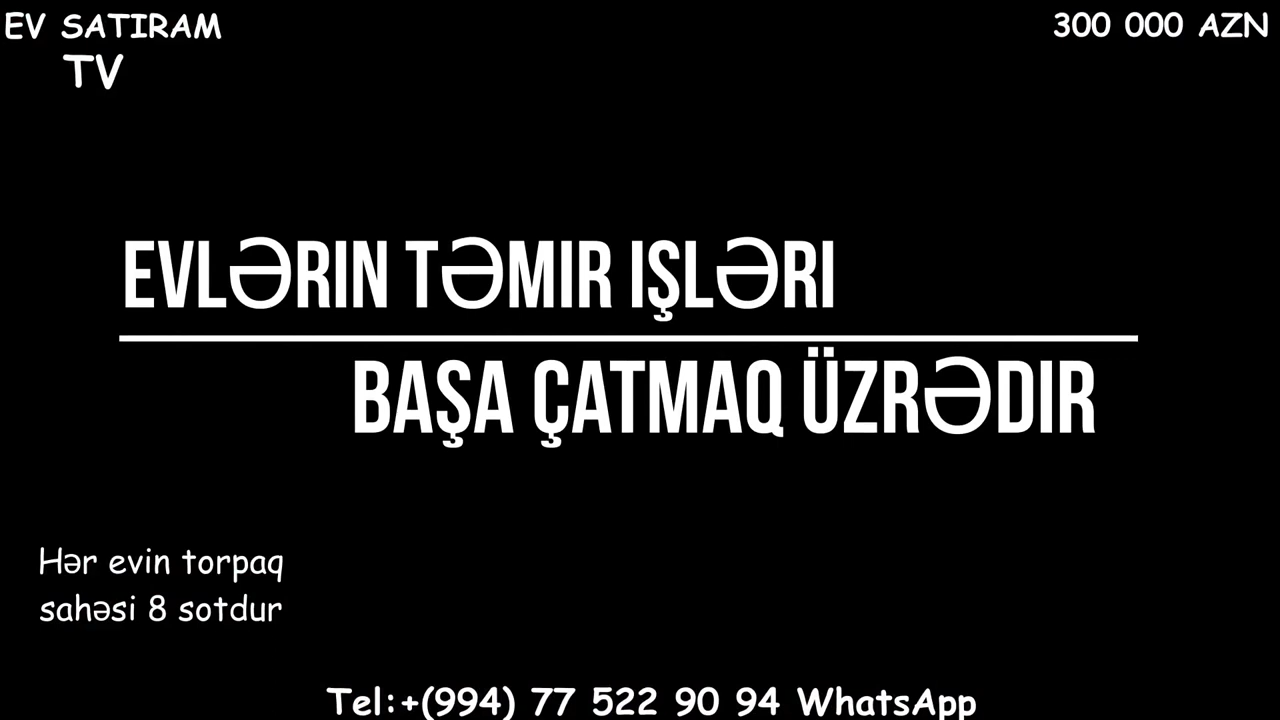 EV SATIRAM
TV
300 000 AZN
EVLƏRIN TƏMIR IŞLƏRI
BAŞA ÇATMAQ ÜZRƏDIR
Hər evin torpaq
sahəsi 8 sotdur
Tel:+(994) 77 522 90 94 WhatsApp